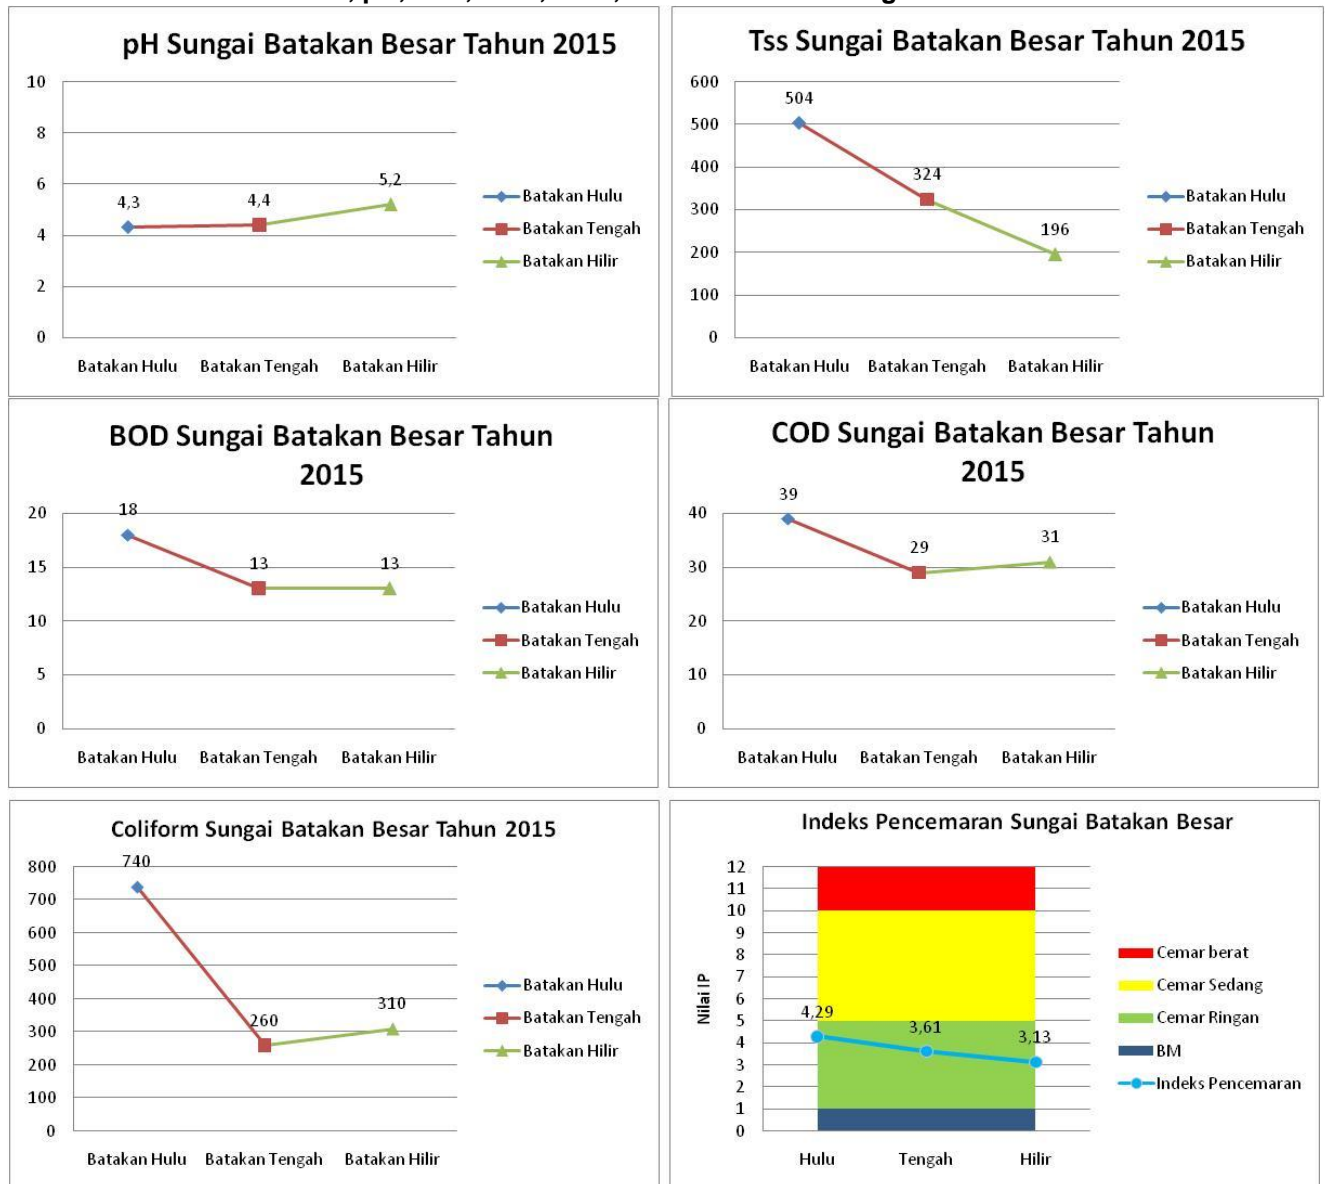 pH Sungai Batakan Besar Tahun 2015
10
8
6
4
2
0
4,3
4,4
5,2
Batakan Hulu
Batakan Tengah
Batakan Hilir
Batakan Hulu Batakan Tengah Batakan Hilir
Tss Sungai Batakan Besar Tahun 2015
600
500
400
300
200
100
0
504
324
196
Batakan Hulu
Batakan Tengah
Batakan Hilir
Batakan Hulu Batakan Tengah Batakan Hilir
BOD Sungai Batakan Besar Tahun
2015
20
15
10
5
0
18
13
13
Batakan Hulu
Batakan Tengah
Batakan Hilir
Batakan Hulu Batakan Tengah Batakan Hilir
COD Sungai Batakan Besar Tahun
2015
40
30
20
10
0
39
29
31
Batakan Hulu
Batakan Tengah
Batakan Hilir
Batakan Hulu Batakan Tengah Batakan Hilir
Coliform Sungai Batakan Besar Tahun 2015
800
700
600
500
400
300
200
100
0
740
260
310
Batakan Hulu
Batakan Tengah
Batakan Hilir
Batakan Hulu Batakan Tengah Batakan Hilir
Indeks Pencemaran Sungai Batakan Besar
Nilai IP
12
11
10
9
8
7
6
5
4
3
2
1
0
4,29
3,61
3,13
Cemar berat
Cemar Sedang
Cemar Ringan
BM
Indeks Pencemaran
Hulu Tengah Hilir